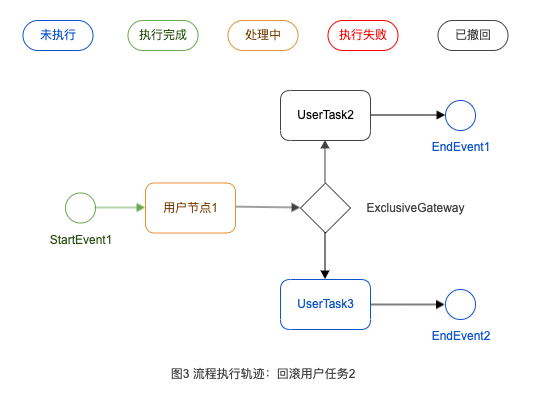 未执行
执行完成
处理中
执行失败
已撤回
UserTask2
EndEvent1
用户节点1
ExclusiveGateway
StartEvent1
UserTask3
EndEvent2
图3 流程执行轨迹：回滚用户任务2